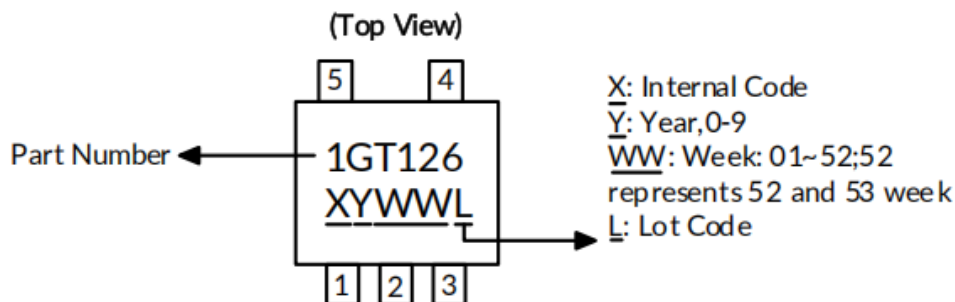 (Top View)
5 4
X: Internal Code
Y: Year,0-9
Part Number
1GT126
WW: Week: 01~52;52
represents 52 and 53 week
XYWWL
L: Lot Code
1 2 3